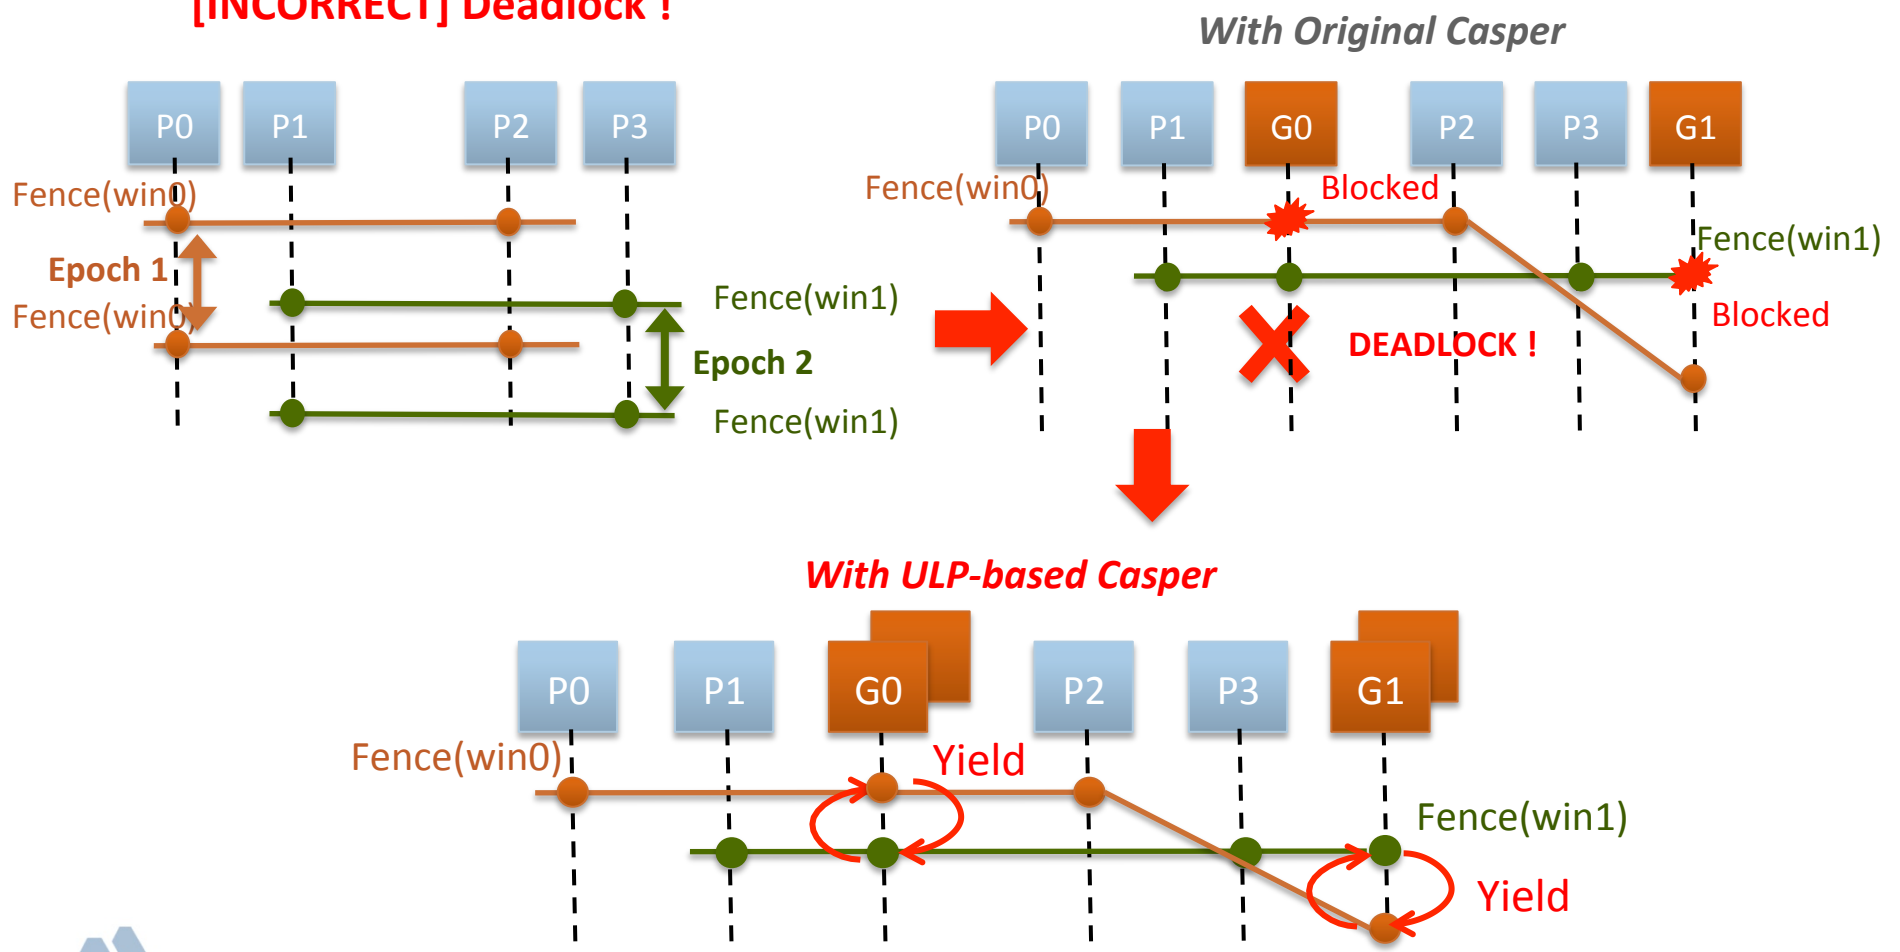 [INCORRECT] Deadlock !
With Original Casper
P0
P1
P2
P3
Fence(win0)
Epoch 1
Fence(win0)
Fence(win1)
Epoch 2
Fence(win1)
P0
P1
G0
P2
P3
G1
Fence(win0)
Blocked
Fence(win1)
Blocked
DEADLOCK !
With ULP-based Casper
P0
P1
G0
P2
P3
G1
Fence(win0)
Yield
Fence(win1)
Yield